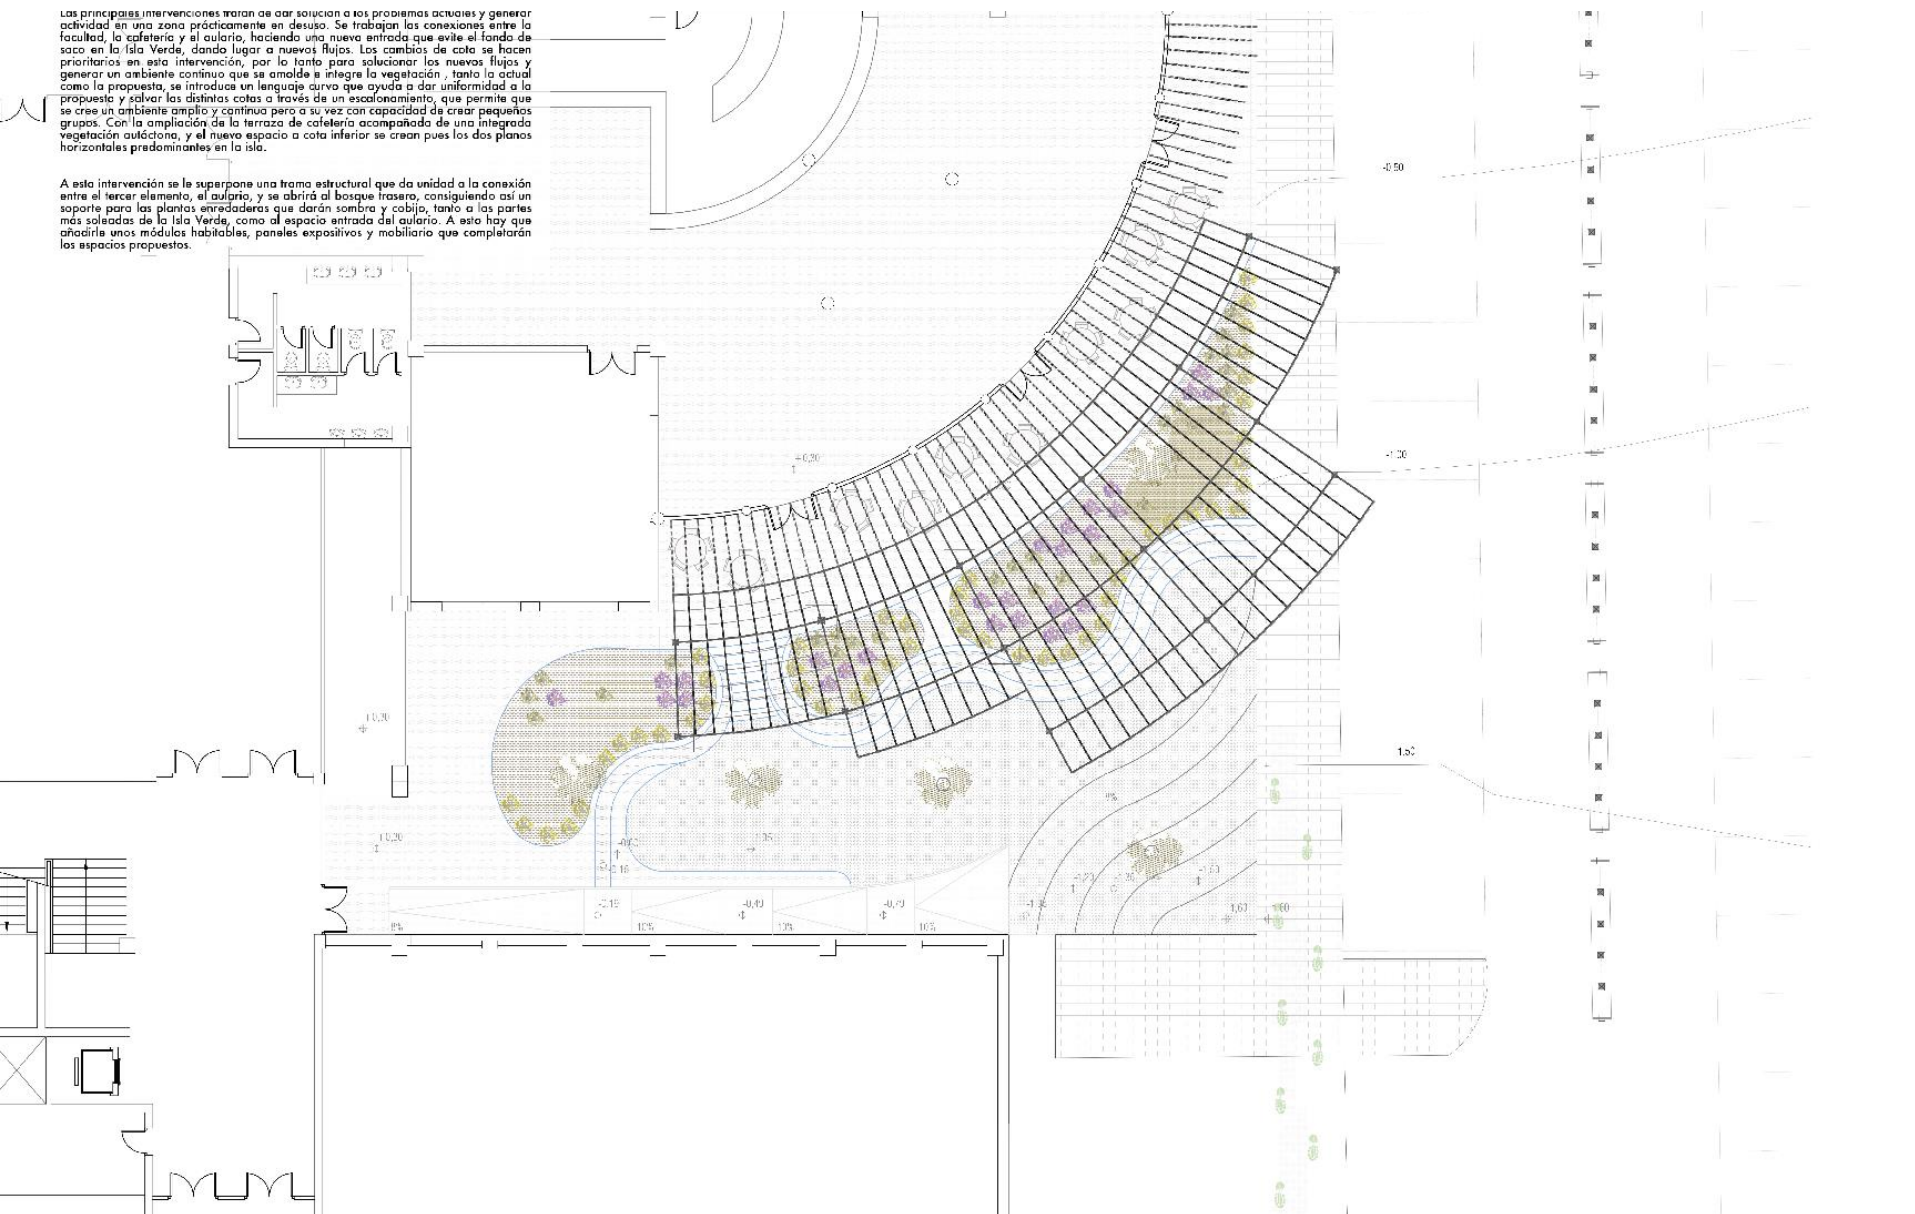 Las principales intervenciones tratan de dar solución a los problemas actuales y generar
actividad en una zona prácticamente en desuso. Se trabajan las conexiones entre la
facultad, la cafetería y el aulario, haciendo una nueva entrada que evite el fondo de
saco en la Isla Verde, dando lugar a nuevos flujos. Los cambios de cota se hacen
prioritarios en esta intervención, por lo tanto para solucionar los nuevos flujos y
generar un ambiente continuo que se amolde e integre la vegetación , tanto la actual
como la propuesta, se introduce un lenguaje curvo que ayuda a dar uniformidad a la
propuesta y salvar las distintas cotas a través de un escalonamiento, que permite que
se cree un ambiente amplio y continuo pero a su vez con capacidad de crear pequeños
grupos. Con la ampliación de la terraza de cafetería acompañada de una integrada
vegetación autóctona, y el nuevo espacio a cota inferior se crean pues los dos planos
horizontales predominantes en la isla.
A esta intervención se le superpone una trama estructural que da unidad a la conexión
entre el tercer elemento, el aulario, y se abrirá al bosque trasero, consiguiendo así un
soporte para las plantas enredaderas que darán sombra y cobijo, tanto a las partes
más soleadas de la Isla Verde, como al espacio entrada del aulario. A esto hay que
añadirle unos módulos habitables, paneles expositivos y mobiliario que completarán
los espacios propuestos.
-0,50
-1,00
+0,30
1,50
8%
-0,19
-0,49
-0,79
8%
10%
10%
10%
1,60